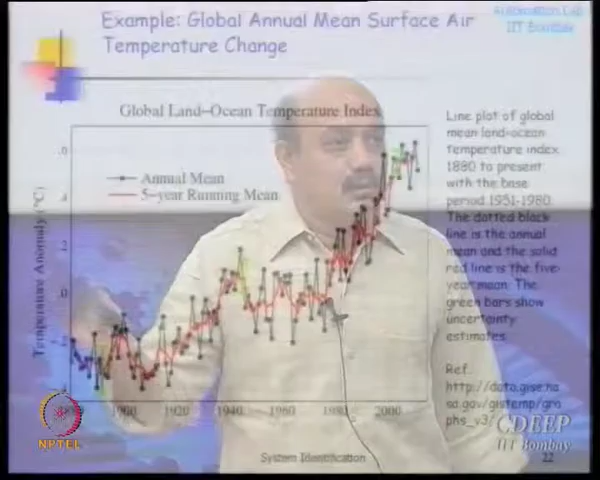 Example: Global Annual Mean Surface Air
Temperature Change
Automation Lab
IIT Bombay
Global Land-Ocean Temperature Index
Annual Mean
5-year Running Mean
Temperature Anomaly (°C)
.6
.4
.2
.0
1900
1920
1940
1960
1980
2000
Line plot of global
mean land-ocean
temperature index,
1880 to present
with the base
period 1951-1980.
The dotted black
line is the annual
mean and the solid
red line is the five-
year mean. The
green bars show
uncertainty
estimates.
Ref.
http://data.giss.na
sa.gov/gistemp/gra
phs_v3/
CDEEP
IIT Bombay
NPTEL
System Identification
22